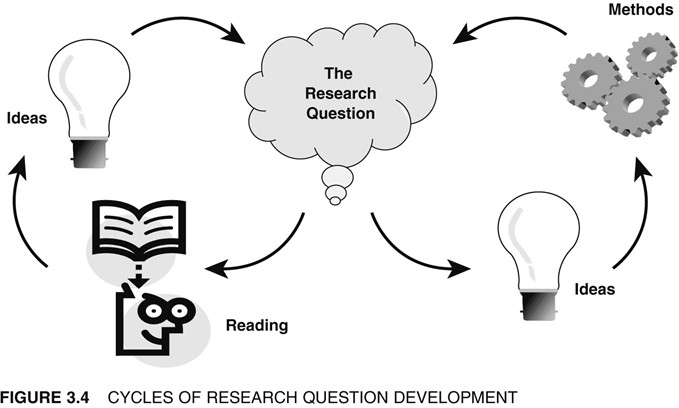 Methods
The
Research
Question
Ideas
Ideas
Reading
FIGURE 3.4 CYCLES OF RESEARCH QUESTION DEVELOPMENT